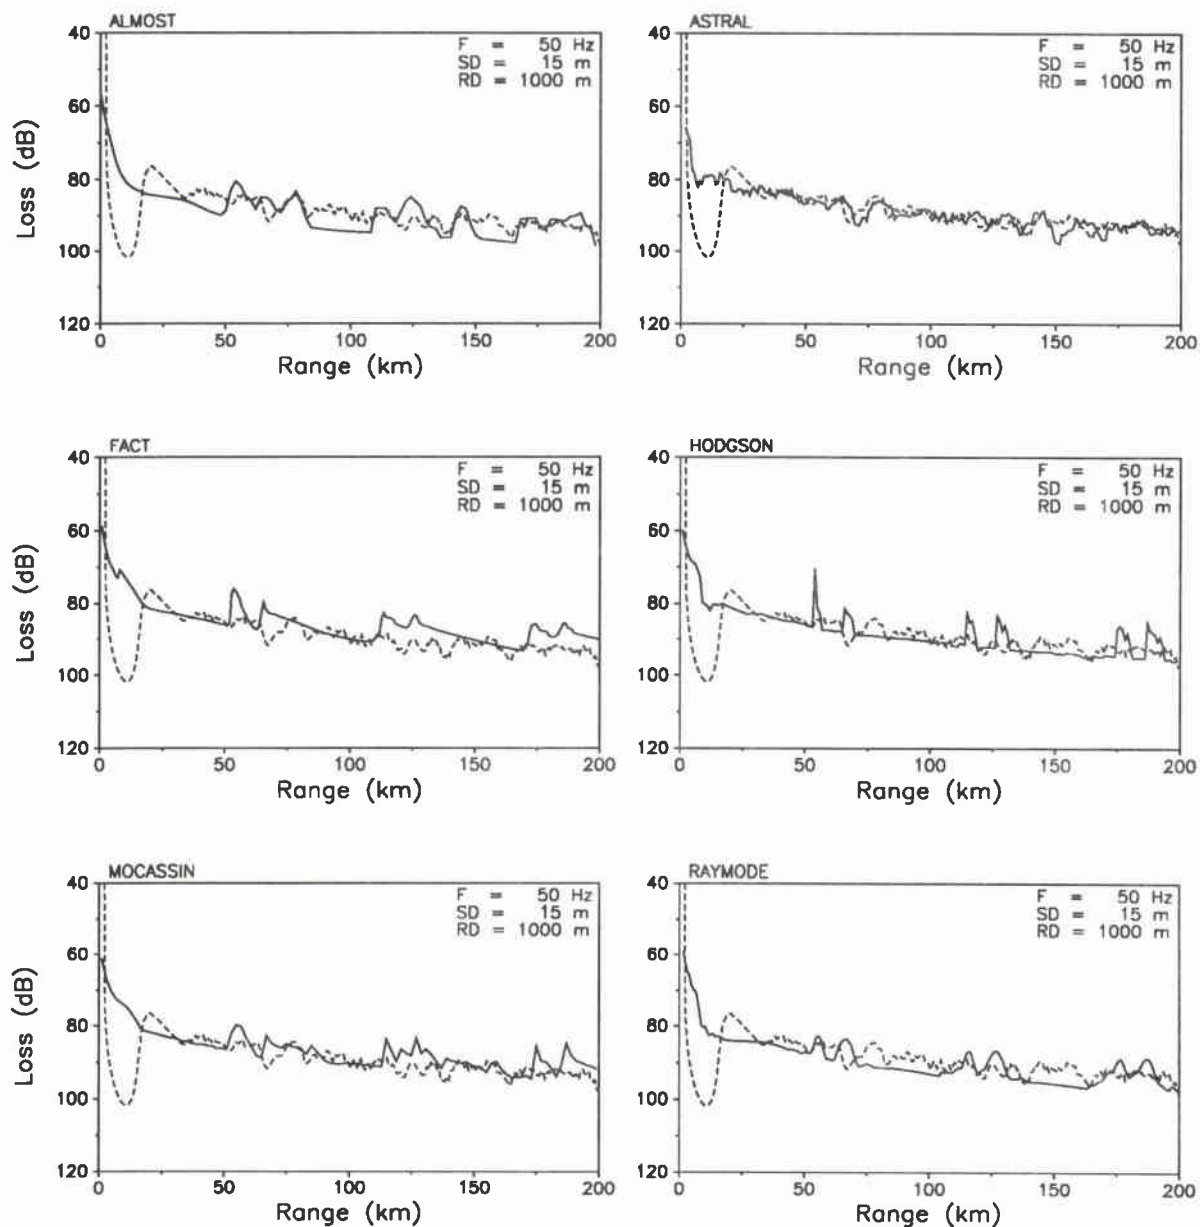 ALMOST
F = 50 Hz
SD = 15 m
RD = 1000 m
40
60
80
100
120
Loss (dB)
0 50 100 150 200
Range (km)
ASTRAL
F = 50 Hz
SD = 15 m
RD = 1000 m
40
60
80
100
120
0 50 100 150 200
Range (km)
FACT
F = 50 Hz
SD = 15 m
RD = 1000 m
40
60
80
100
120
Loss (dB)
0 50 100 150 200
Range (km)
HODGSON
F = 50 Hz
SD = 15 m
RD = 1000 m
40
60
80
100
120
0 50 100 150 200
Range (km)
MOCASSIN
F = 50 Hz
SD = 15 m
RD = 1000 m
40
60
80
100
120
Loss (dB)
0 50 100 150 200
Range (km)
RAYMODE
F = 50 Hz
SD = 15 m
RD = 1000 m
40
60
80
100
120
0 50 100 150 200
Range (km)